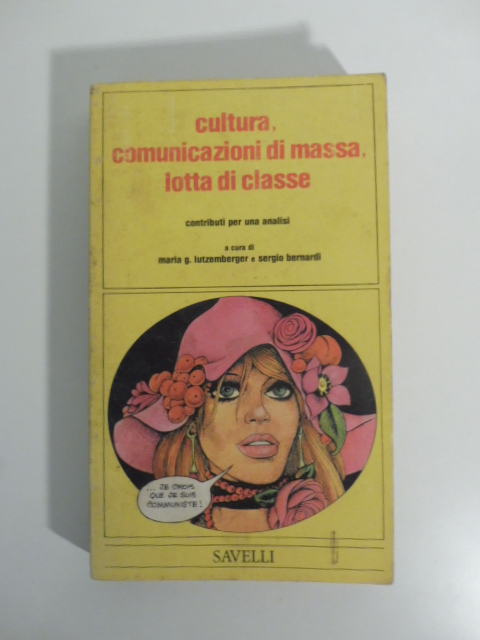 cultura,
comunicazioni di massa,
lotta di classe
contributi per una analisi
a cura di
maria g. lutzemberger e sergio bernardi
... JE CROIS
QUE JE SUIS
COMMUNISTE!
SAVELLI